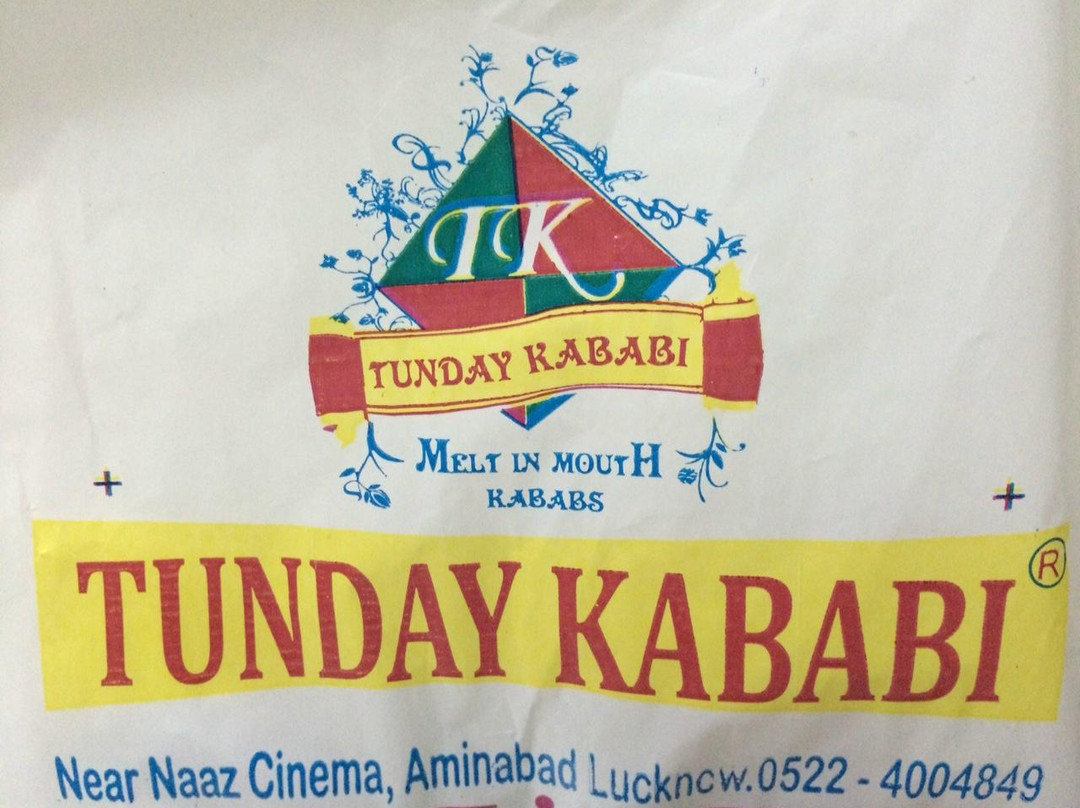 TK
TUNDAY KABABI
MELT IN MOUTH
KABABS
TUNDAY KABABI ®
Near Naaz Cinema, Aminabad Lucknow.0522 - 4004849